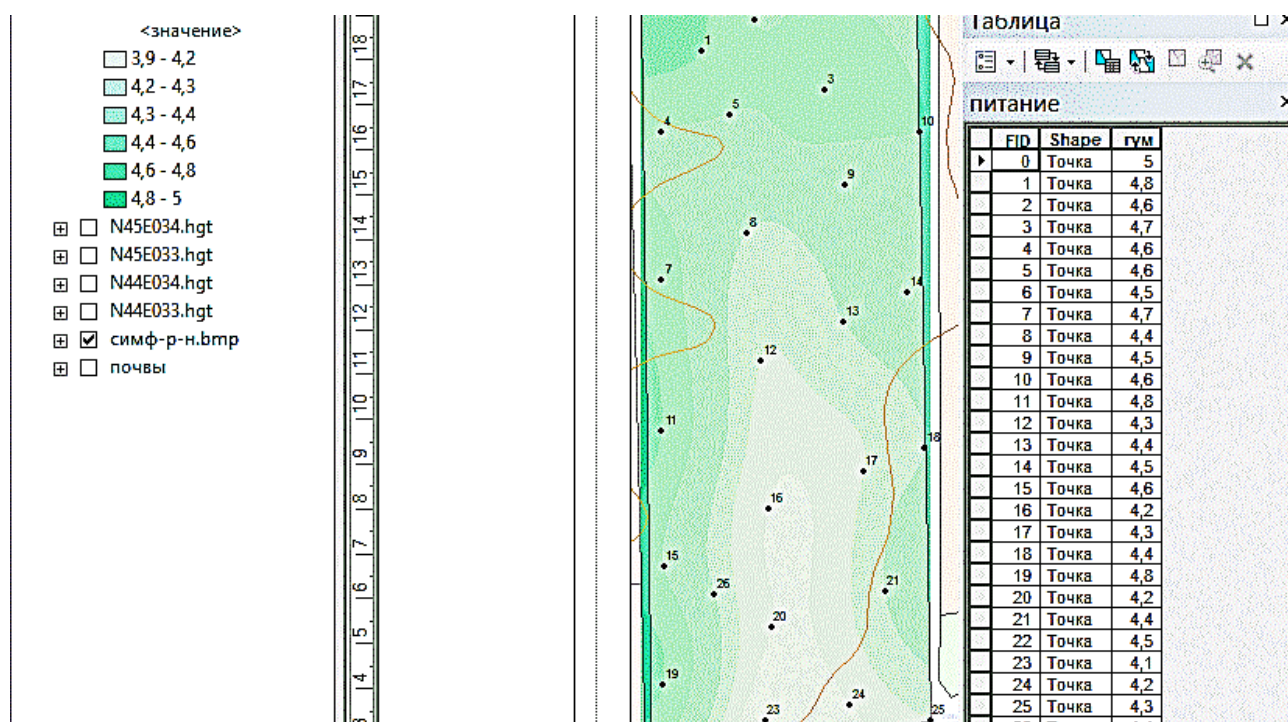 <значение>
3,9 - 4,2
4,2 - 4,3
4,3 - 4,4
4,4 - 4,6
4,6 - 4,8
4,8 - 5
N45E034.hgt
N45E033.hgt
N44E034.hgt
N44E033.hgt
симф-р-н.bmp
почвы
18
17
16
15
14
13
12
11
10
9
8
7
6
5
4
1
3
5
4
10
9
8
7
14
13
12
11
18
17
16
15
26
21
20
19
24
23
25
Таблица
питание
FID Shape гум
0 Точка 5
1 Точка 4,8
2 Точка 4,6
3 Точка 4,7
4 Точка 4,6
5 Точка 4,6
6 Точка 4,5
7 Точка 4,7
8 Точка 4,4
9 Точка 4,5
10 Точка 4,6
11 Точка 4,8
12 Точка 4,3
13 Точка 4,4
14 Точка 4,5
15 Точка 4,6
16 Точка 4,2
17 Точка 4,3
18 Точка 4,4
19 Точка 4,8
20 Точка 4,2
21 Точка 4,4
22 Точка 4,5
23 Точка 4,1
24 Точка 4,2
25 Точка 4,3